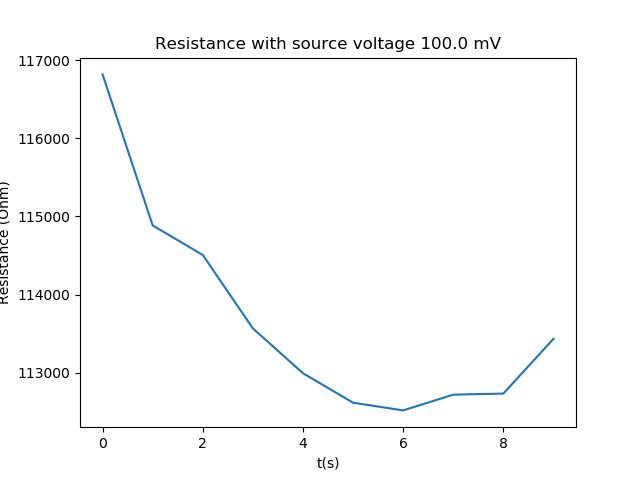 Resistance with source voltage 100.0 mV
117000
116000
115000
114000
113000
Resistance (Ohm)
0 2 4 6 8
t(s)